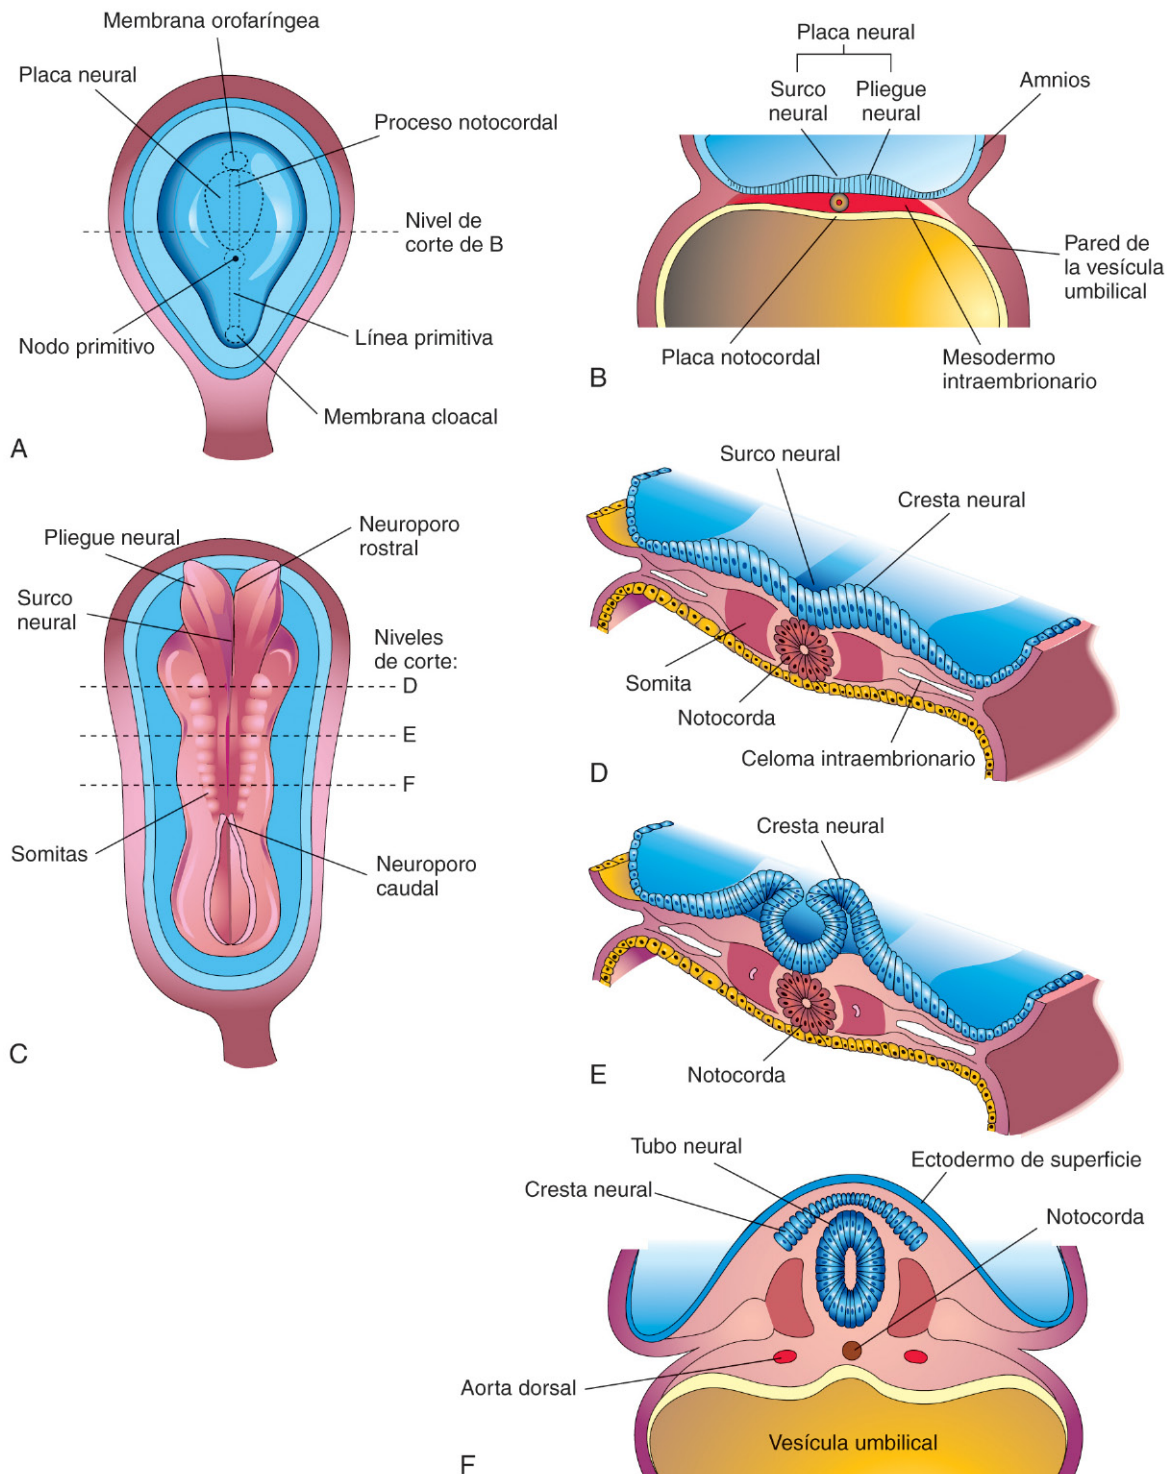 Membrana orofaríngea
Placa neural
Proceso notocordal
Nivel de
corte de B
Nodo primitivo
Línea primitiva
Membrana cloacal
A
Placa neural
Surco
neural
Pliegue
neural
Amnios
Pared de
la vesícula
umbilical
Placa notocordal
Mesodermo
intraembrionario
B
Pliegue neural
Neuroporo
rostral
Surco
neural
Niveles
de corte:
D
E
F
Somitas
Neuroporo
caudal
C
Surco neural
Cresta neural
Somita
Notocorda
Celoma intraembrionario
D
Cresta neural
Notocorda
E
Tubo neural
Ectodermo de superficie
Cresta neural
Notocorda
Aorta dorsal
Vesícula umbilical
F